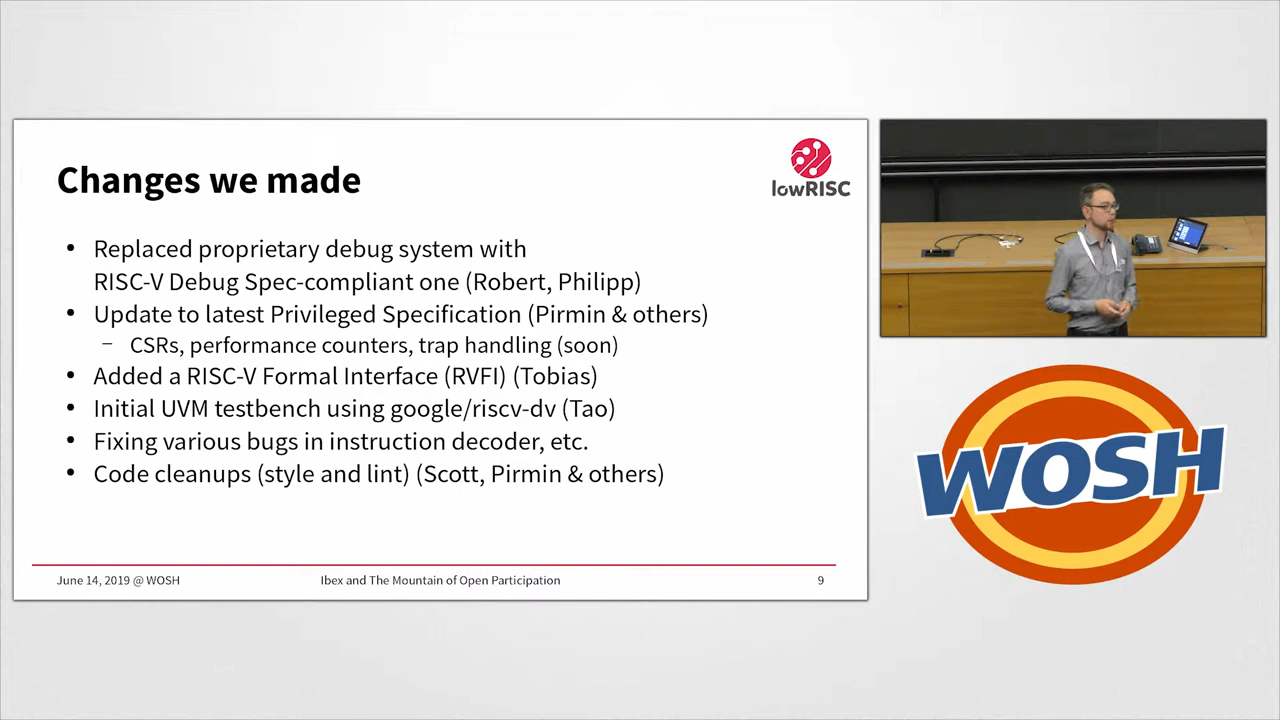 Changes we made
lowRISC
• Replaced proprietary debug system with
RISC-V Debug Spec-compliant one (Robert, Philipp)
• Update to latest Privileged Specification (Pirmin & others)
– CSRs, performance counters, trap handling (soon)
• Added a RISC-V Formal Interface (RVFI) (Tobias)
• Initial UVM testbench using google/riscv-dv (Tao)
• Fixing various bugs in instruction decoder, etc.
• Code cleanups (style and lint) (Scott, Pirmin & others)
June 14, 2019 @ WOSH
Ibex and The Mountain of Open Participation
9
WOSH